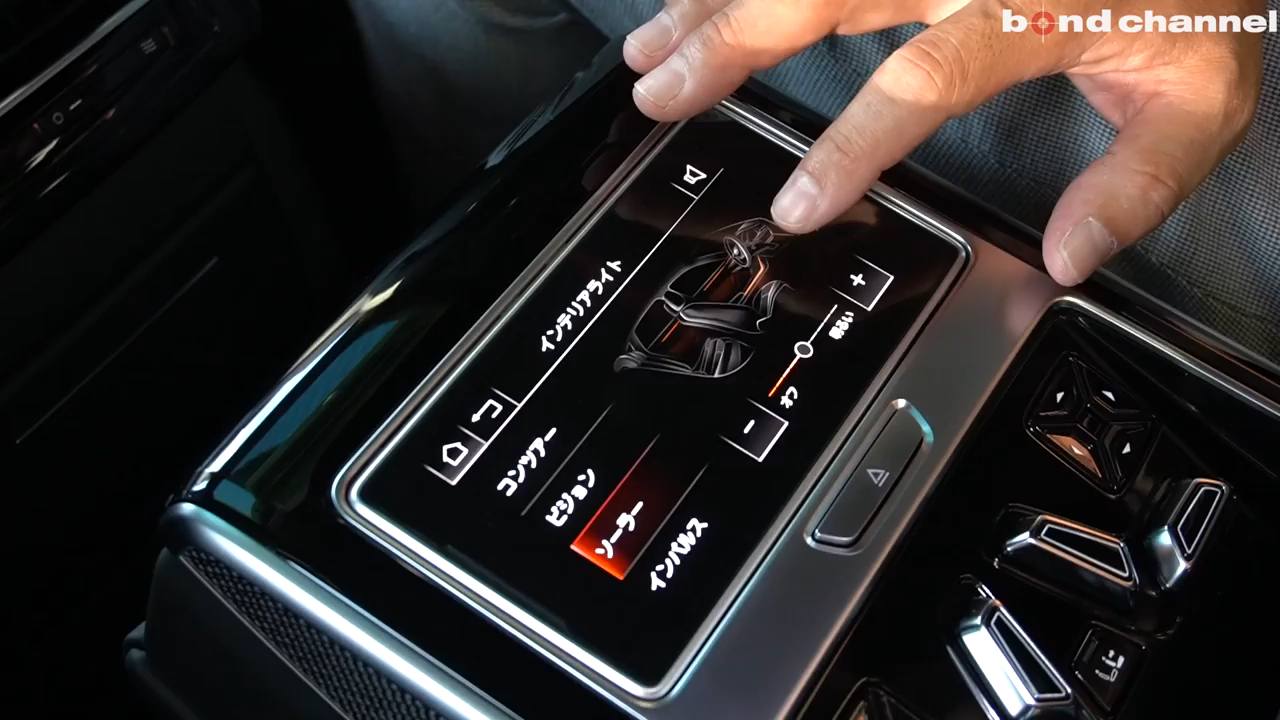 bond channel
インテリアライト
コンツアー
ビジョン
ソーラー
インパルス
+
明るい
オフ
-